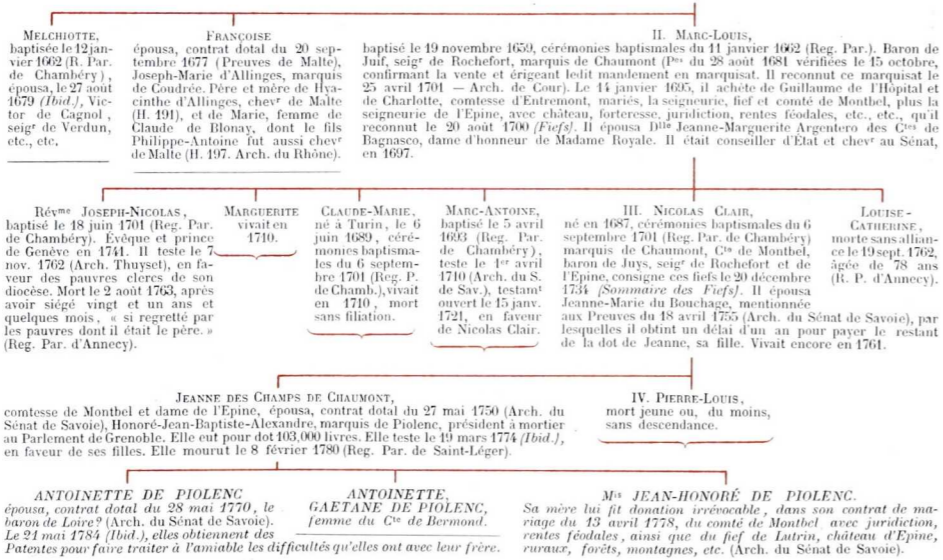 MELCHIOTTE,
baptisée le 12 jan-
vier 1662 (R. Par.
de Chambéry),
épousa, le 27 août
1679 (Ibid.), Vic-
tor de Cagnol,
seigr de Verdun,
etc., etc.
FRANÇOISE
épousa, contrat dotal du 20 sep-
tembre 1677 (Preuves de Malte),
Joseph-Marie d'Allinges, marquis
de Coudrée. Père et mère de Hya-
cinthe d'Allinges, chevr de Malte
(H. 191), et de Marie, femme de
Claude de Blonay, dont le fils
Philippe-Antoine fut aussi chevr
de Malte (H. 197. Arch. du Rhône).
II. MARC-LOUIS,
baptisé le 19 novembre 1659, cérémonies baptismales du 11 janvier 1662 (Reg. Par.). Baron de
Juif, seigr de Rochefort, marquis de Chaumont (Ptes du 28 août 1681 vérifiées le 15 octobre,
confirmant la vente et érigeant ledit mandement en marquisat. Il reconnut ce marquisat le
25 avril 1701 — Arch. de Cour). Le 14 janvier 1695, il achète de Guillaume de l'Hôpital et
de Charlotte, comtesse d'Entremont, mariés, la seigneurie, fief et comté de Montbel, plus la
seigneurie de l'Epine, avec château, forteresse, juridiction, rentes féodales, etc., etc., qu'il
reconnut le 20 août 1700 (Fiefs). Il épousa Dlle Jeanne-Marguerite Argentero des Ctes de
Bagnasco, dame d'honneur de Madame Royale. Il était conseiller d'État et chevr au Sénat,
en 1697.
Révme JOSEPH-NICOLAS,
baptisé le 18 juin 1701 (Reg. Par.
de Chambéry). Évêque et prince
de Genève en 1741. Il teste le 7
nov. 1762 (Arch. Thuyset), en fa-
veur des pauvres clercs de son
diocèse. Mort le 2 août 1763, après
avoir siégé vingt et un ans et
quelques mois, « si regretté par
les pauvres dont il était le père. »
(Reg. Par. d'Annecy).
MARGUERITE
vivait en
1710.
CLAUDE-MARIE,
né à Turin, le 6
juin 1689, céré-
monies baptisma-
les du 6 septem-
bre 1701 (Reg. P.
de Chamb.), vivait
en 1710, mort
sans filiation.
MARC-ANTOINE,
baptisé le 5 avril
1693 (Reg. Par.
de Chambéry),
teste le 1er avril
1710 (Arch. du S.
de Sav.), testamt
ouvert le 15 janv.
1721, en faveur
de Nicolas Clair.
III. NICOLAS CLAIR,
né en 1687, cérémonies baptismales du 6
septembre 1701 (Reg. Par. de Chambéry)
marquis de Chaumont, Cte de Montbel,
baron de Juys, seigr de Rochefort et de
l'Epine, consigne ces fiefs le 20 décembre
1734 (Sommaire des Fiefs). Il épousa
Jeanne-Marie du Bouchage, mentionnée
aux Preuves du 18 avril 1755 (Arch. du Sénat de Savoie), par
lesquelles il obtint un délai d'un an pour payer le restant
de la dot de Jeanne, sa fille. Vivait encore en 1761.
LOUISE-
CATHERINE,
morte sans allian-
ce le 19 sept. 1762,
âgée de 78 ans
(R. P. d'Annecy).
JEANNE DES CHAMPS DE CHAUMONT,
comtesse de Montbel et dame de l'Epine, épousa, contrat dotal du 27 mai 1750 (Arch. du
Sénat de Savoie), Honoré-Jean-Baptiste-Alexandre, marquis de Piolenc, président à mortier
au Parlement de Grenoble. Elle eut pour dot 103,000 livres. Elle teste le 19 mars 1774 (Ibid.),
en faveur de ses filles. Elle mourut le 8 février 1780 (Reg. Par. de Saint-Léger).
IV. PIERRE-LOUIS,
mort jeune ou, du moins,
sans descendance.
ANTOINETTE DE PIOLENC
épousa, contrat dotal du 28 mai 1770, le
baron de Loire? (Arch. du Sénat de Savoie).
Le 21 mai 1784 (Ibid.), elles obtiennent des
Patentes pour faire traiter à l'amiable les difficultés qu'elles ont avec leur frère.
ANTOINETTE,
GAETANE DE PIOLENC,
femme du Cte de Bermond.
Mis JEAN-HONORÉ DE PIOLENC.
Sa mère lui fit donation irrévocable, dans son contrat de ma-
riage du 13 avril 1778, du comté de Montbel avec juridiction,
rentes féodales, ainsi que du fief de Lutrin, château d'Epine,
ruraux, forêts, montagnes, etc. (Arch. du Sénat de Savoie).